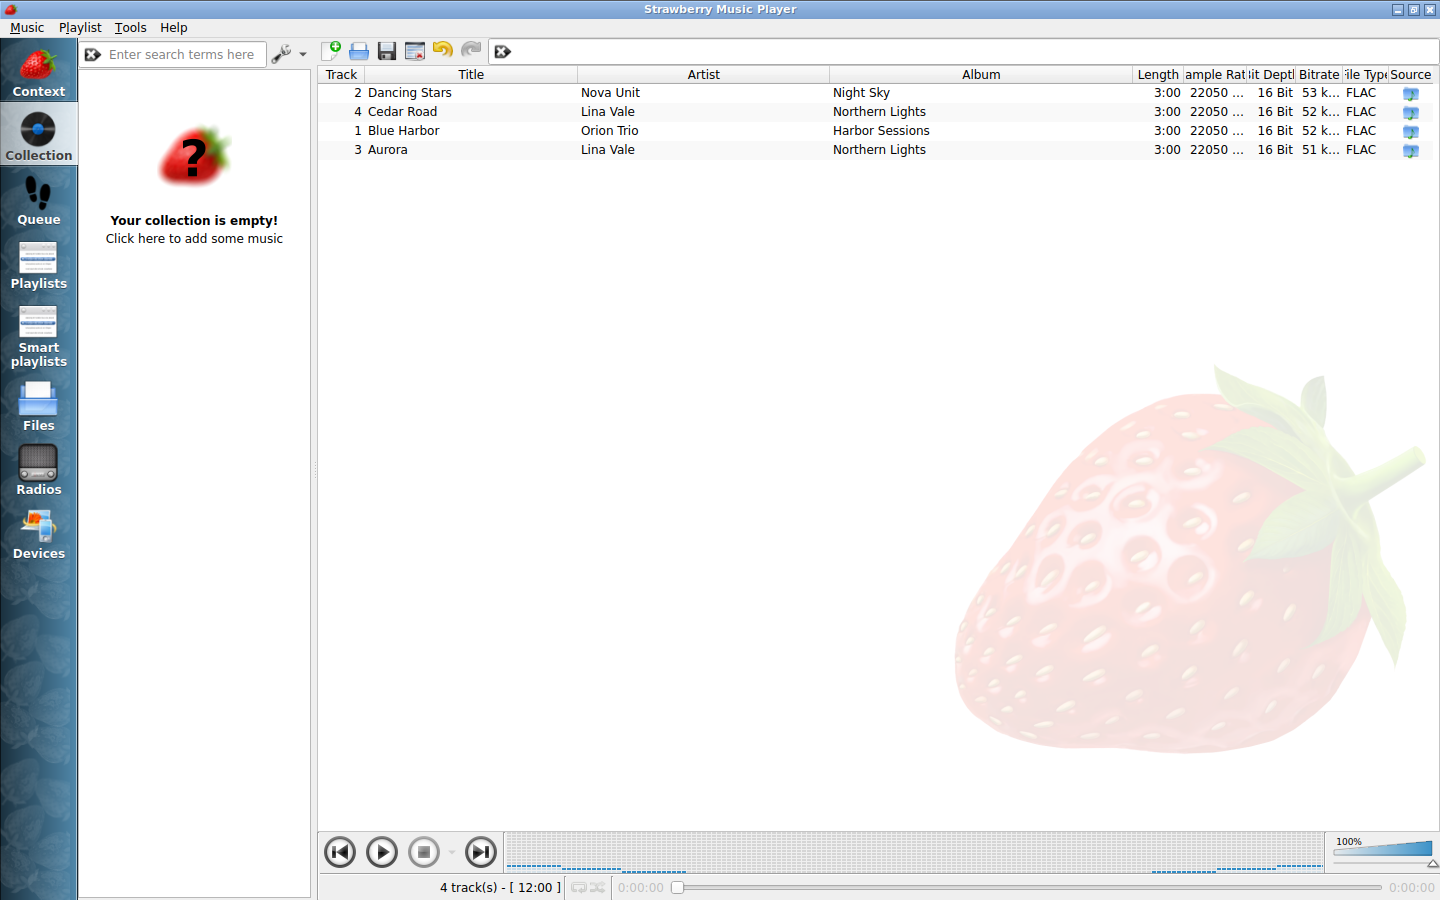 Strawberry Music Player
Music Playlist Tools Help
Enter search terms here
Context
Collection
Queue
Playlists
Smart
playlists
Files
Radios
Devices
Your collection is empty!
Click here to add some music
Track Title Artist Album Length ample Rat it Dept Bitrate ile Type Source
2 Dancing Stars Nova Unit Night Sky 3:00 22050 ... 16 Bit 53 k... FLAC
4 Cedar Road Lina Vale Northern Lights 3:00 22050 ... 16 Bit 52 k... FLAC
1 Blue Harbor Orion Trio Harbor Sessions 3:00 22050 ... 16 Bit 52 k... FLAC
3 Aurora Lina Vale Northern Lights 3:00 22050 ... 16 Bit 51 k... FLAC
100%
4 track(s) - [ 12:00 ] 0:00:00 0:00:00